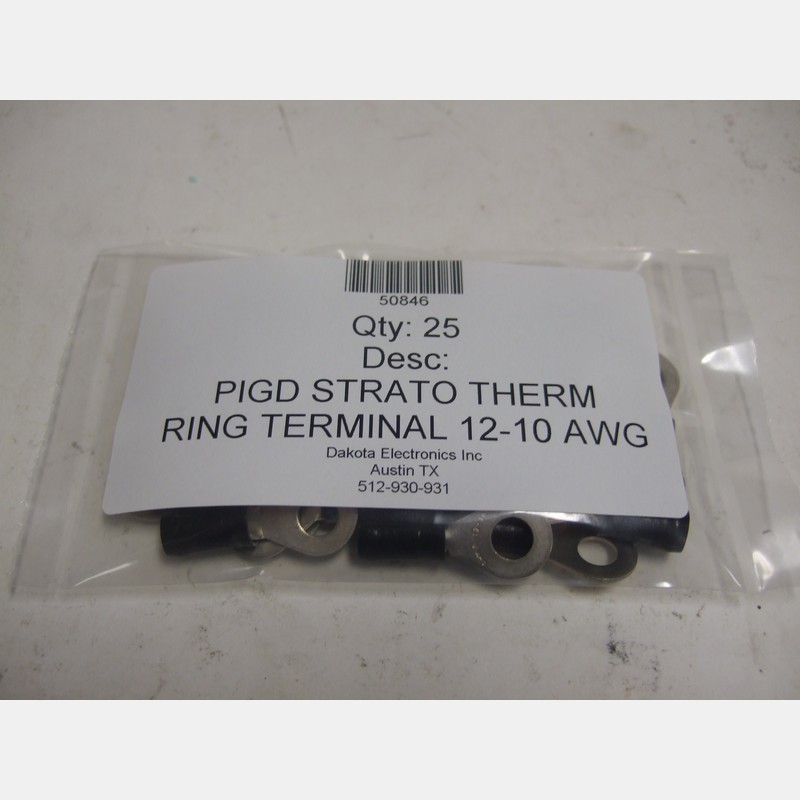 50846
Qty: 25
Desc:
PIGD STRATO THERM
RING TERMINAL 12-10 AWG
Dakota Electronics Inc
Austin TX
512-930-931